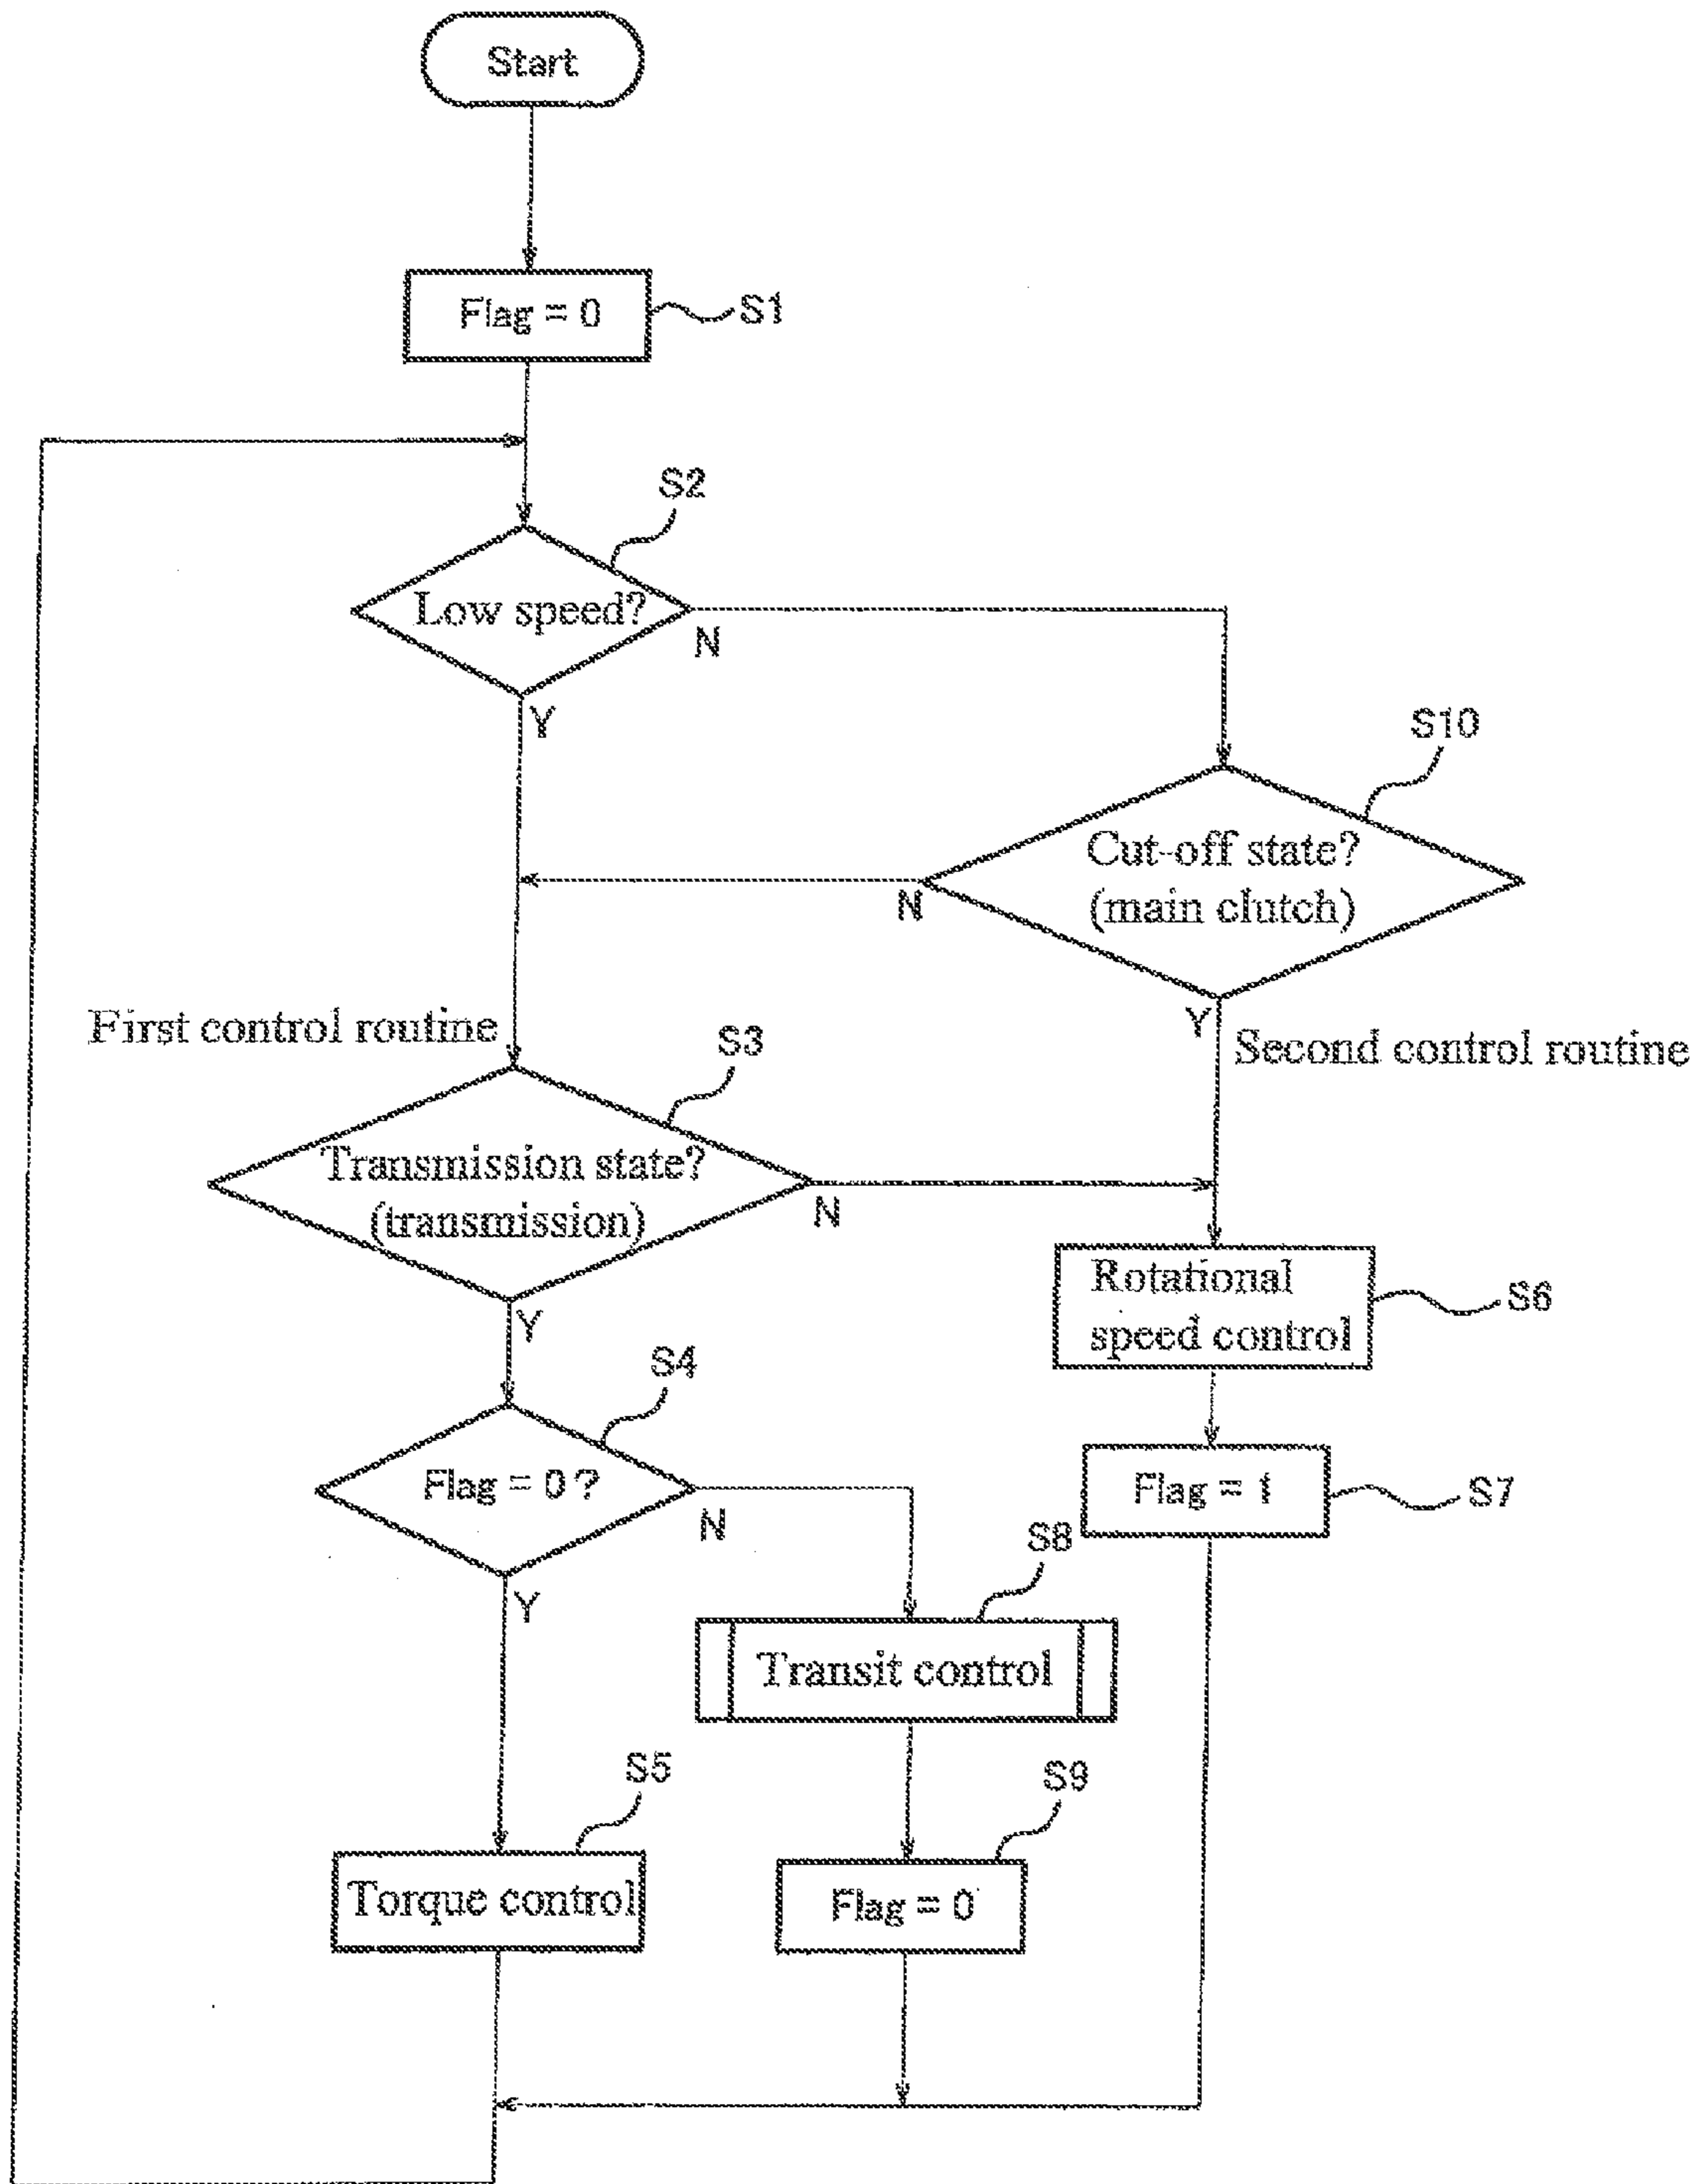 Start
Flag = 0
S1
S2
Low speed?
N
Y
S10
Cut-off state?
(main clutch)
N
Y
First control routine
Second control routine
S3
Transmission state?
(transmission)
N
Y
Rotational
speed control
S6
S4
Flag = 0 ?
N
Y
Flag = 1
S7
S8
Transit control
S5
Torque control
S9
Flag = 0